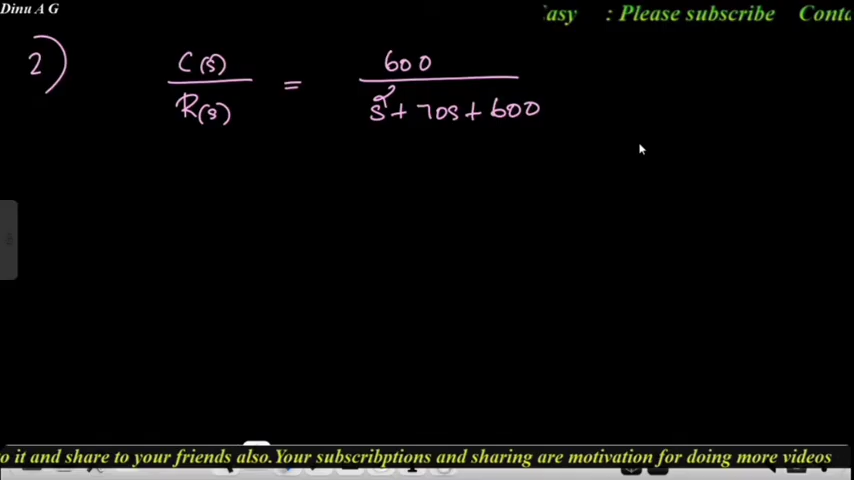 Dinu A G
asy : Please subscribe Conta
2) C(s) / R(s) = 600 / s² + 70s + 600
o it and share to your friends also.Your subscribptions and sharing are motivation for doing more videos